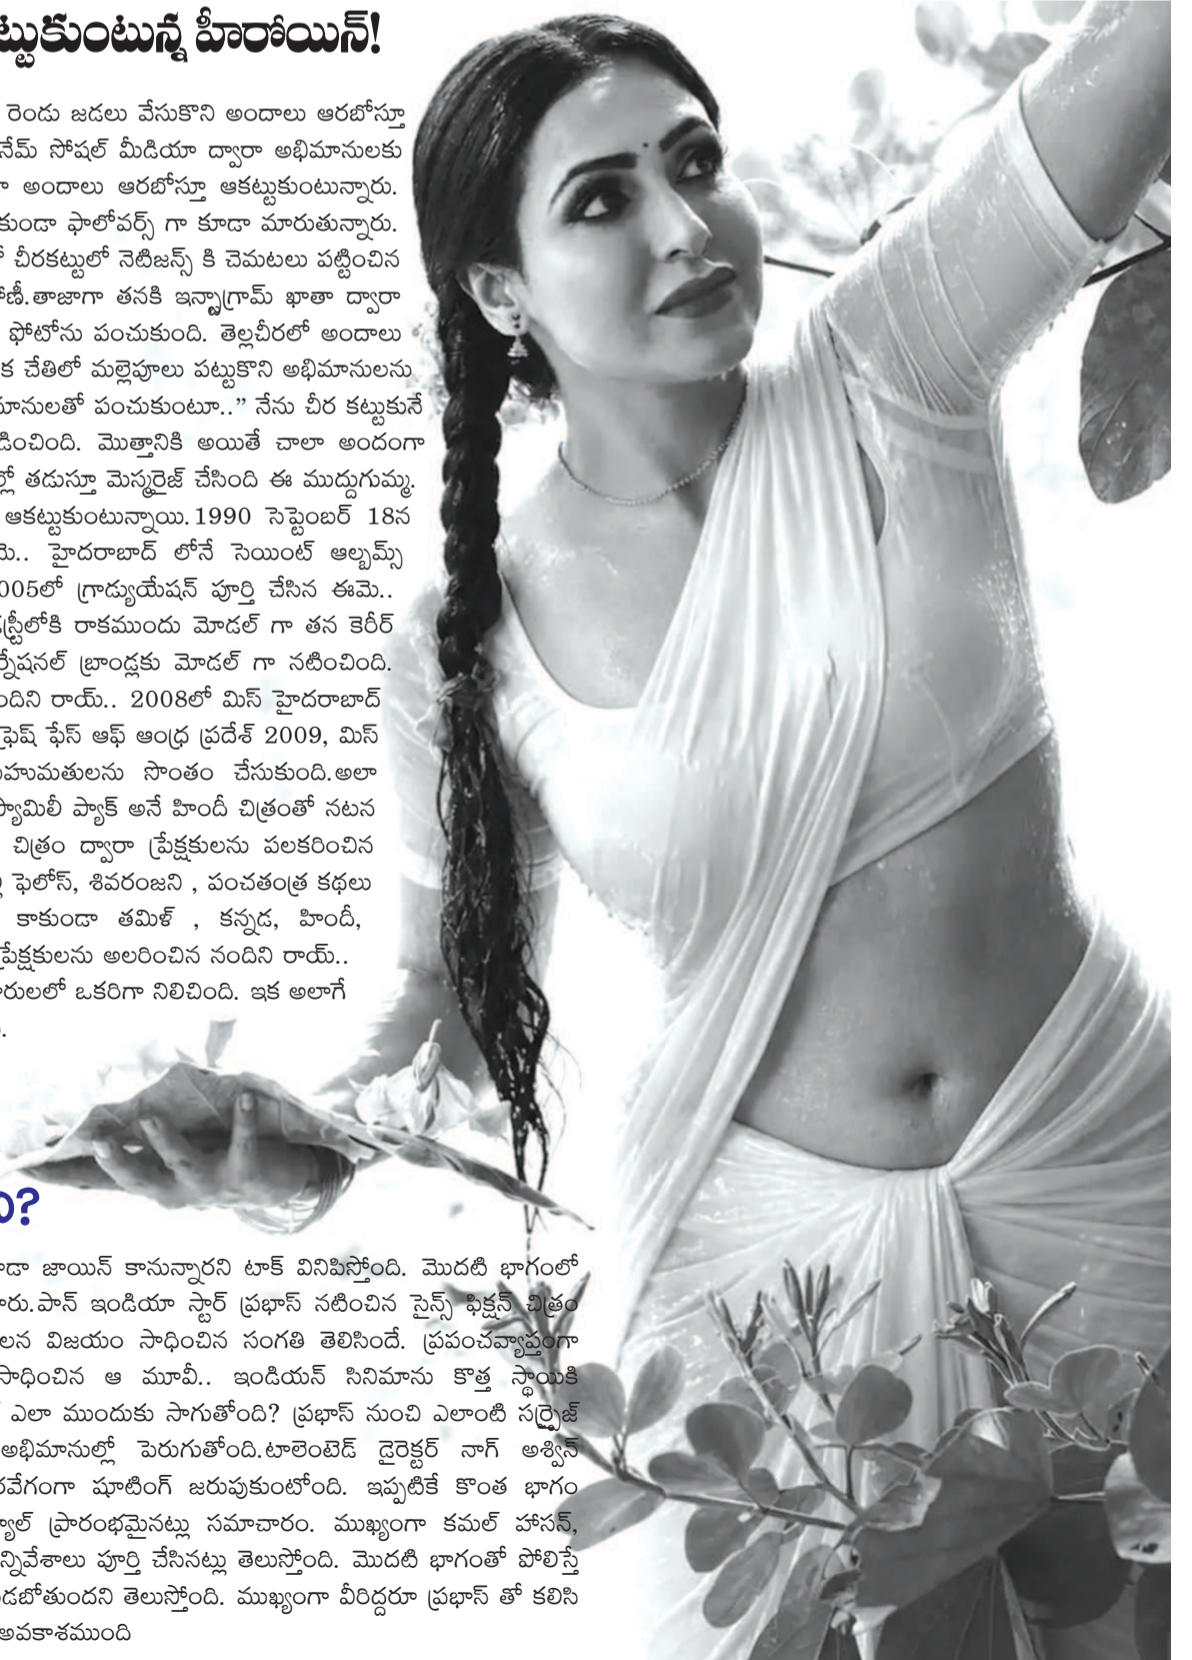 ట్టుకుంటున్న హీరోయిన్!
రెండు జడలు వేసుకొని అందాలు ఆరబోస్తూ
నేమ్ సోషల్ మీడియా ద్వారా అభిమానులకు
అందాలు ఆరబోస్తూ ఆకట్టుకుంటున్నారు.
కుండా ఫాలోవర్స్ గా కూడా మారుతున్నారు.
చీరకట్టులో నెటిజన్స్ కి చెమటలు పట్టించిన
ణీ.తాజాగా తనకి ఇన్స్టాగ్రామ్ ఖాతా ద్వారా
ఫోటోను పంచుకుంది. తెల్లచీరలో అందాలు
క చేతిలో మల్లెపూలు పట్టుకొని అభిమానులను
మానులతో పంచుకుంటూ..” నేను చీర కట్టుకునే
డించింది. మొత్తానికి అయితే చాలా అందంగా
ల్లో తడుస్తూ మెస్మరైజ్ చేసింది ఈ ముద్దుగుమ్మ.
ఆకట్టుకుంటున్నాయి.1990 సెప్టెంబర్ 18న
మె.. హైదరాబాద్ లోనే సెయింట్ ఆల్బమ్స్
005లో గ్రాడ్యుయేషన్ పూర్తి చేసిన ఈమె..
స్ట్రీలోకి రాకముందు మోడల్ గా తన కెరీర్
ర్నేషనల్ బ్రాండ్లకు మోడల్ గా నటించింది.
ందిని రాయ్.. 2008లో మిస్ హైదరాబాద్
ఫ్రెష్ ఫేస్ ఆఫ్ ఆంధ్ర ప్రదేశ్ 2009, మిస్
హుమతులను సొంతం చేసుకుంది.అలా
ఫ్యామిలీ ప్యాక్ అనే హిందీ చిత్రంతో నటన
చిత్రం ద్వారా ప్రేక్షకులను పలకరించిన
ఫెలోస్, శివరంజని , పంచతంత్ర కథలు
కాకుండా తమిళ్ , కన్నడ, హిందీ,
ప్రేక్షకులను అలరించిన నందిని రాయ్..
రులలో ఒకరిగా నిలిచింది. ఇక అలాగే
.
?
డా జాయిన్ కానున్నారని టాక్ వినిపిస్తోంది. మొదటి భాగంలో
రు.పాన్ ఇండియా స్టార్ ప్రభాస్ నటించిన సైన్స్ ఫిక్షన్ చిత్రం
లన విజయం సాధించిన సంగతి తెలిసిందే. ప్రపంచవ్యాప్తంగా
సాధించిన ఆ మూవీ.. ఇండియన్ సినిమాను కొత్త స్థాయికి
ఎలా ముందుకు సాగుతోంది? ప్రభాస్ నుంచి ఎలాంటి సర్ప్రైజ్
అభిమానుల్లో పెరుగుతోంది.టాలెంటెడ్ డైరెక్టర్ నాగ్ అశ్విన్
రవేగంగా షూటింగ్ జరుపుకుంటోంది. ఇప్పటికే కొంత భాగం
్యూల్ ప్రారంభమైనట్లు సమాచారం. ముఖ్యంగా కమల్ హాసన్,
న్నివేశాలు పూర్తి చేసినట్లు తెలుస్తోంది. మొదటి భాగంతో పోలిస్తే
డబోతుందని తెలుస్తోంది. ముఖ్యంగా వీరిద్దరూ ప్రభాస్ తో కలిసి
అవకాశముంది